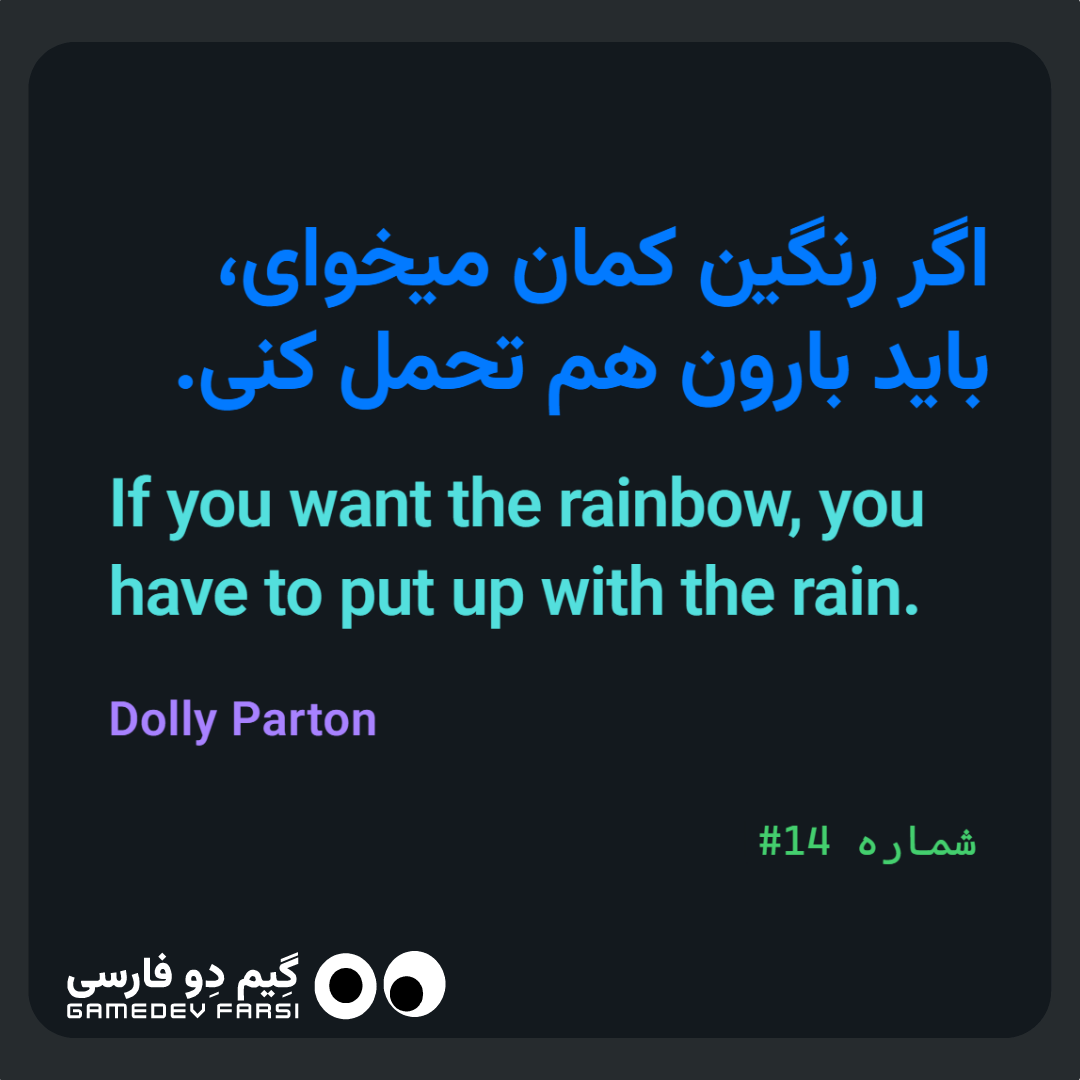 اگر رنگین کمان میخوای،
باید بارون هم تحمل کنی.
If you want the rainbow, you
have to put up with the rain.
Dolly Parton
شماره #14
گِیم دِو فارسی
GAMEDEV FARSI